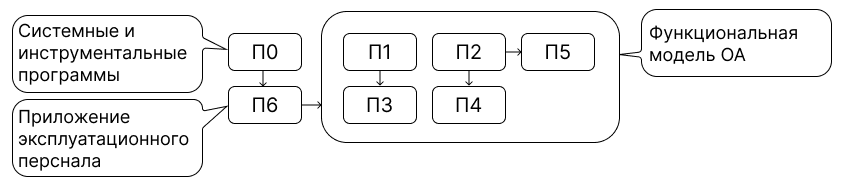 Системные и
инструментальные
программы
П0
П1
П2
П5
Функциональная
модель ОА
Приложение
эксплуатационного
перснала
П6
П3
П4